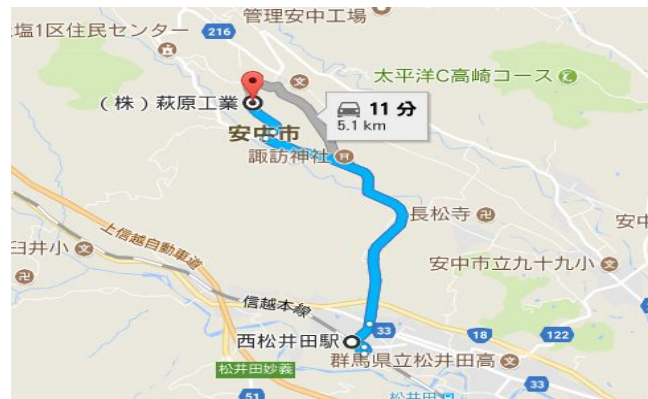 管理安中工場
塩1区住民センター
216
太平洋C高崎コース
(株)萩原工業
11 分
5.1 km
安中市
諏訪神社
長松寺
安中
上信越自動車道
臼井小
安中市立九十九小
信越本線
33
西松井田駅
18
122
群馬県立松井田高
松井田妙義
33
51
松井田